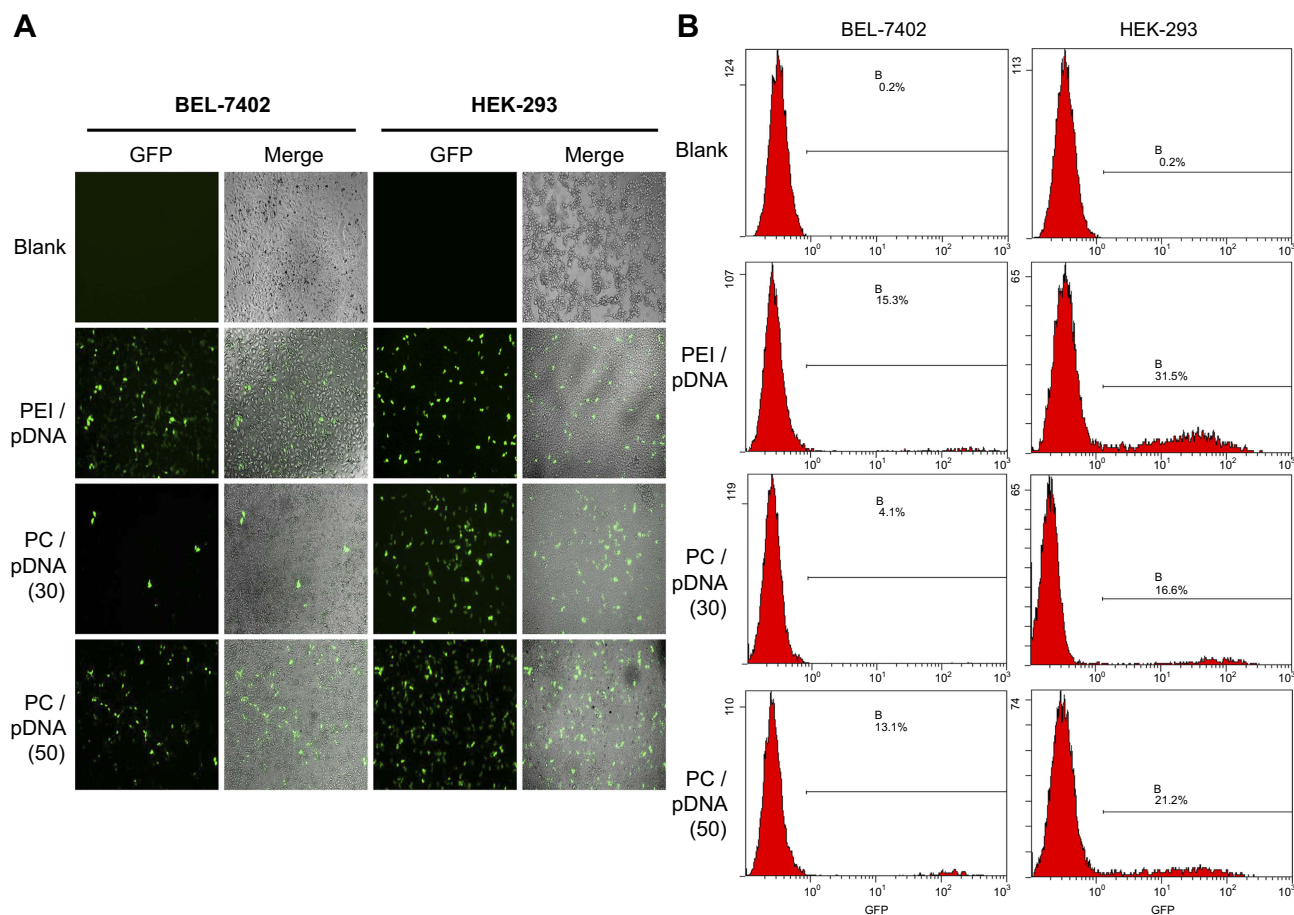 A
BEL-7402
HEK-293
GFP
Merge
GFP
Merge
Blank
PEI /
pDNA
PC /
pDNA
(30)
PC /
pDNA
(50)
B
BEL-7402
HEK-293
Blank
124
B
0.2%
10⁰
10¹
10²
10³
113
B
0.2%
10⁰
10¹
10²
10³
PEI /
pDNA
107
B
15.3%
10⁰
10¹
10²
10³
65
B
31.5%
10⁰
10¹
10²
10³
PC /
pDNA
(30)
119
B
4.1%
10⁰
10¹
10²
10³
65
B
16.6%
10⁰
10¹
10²
10³
PC /
pDNA
(50)
110
B
13.1%
10⁰
10¹
10²
10³
GFP
74
B
21.2%
10⁰
10¹
10²
10³
GFP